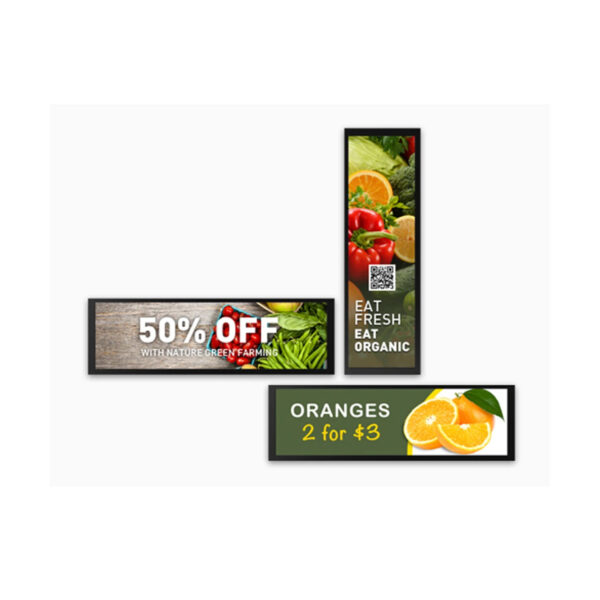 EAT
FRESH
EAT
ORGANIC
50% OFF
WITH NATURE GREEN FARMING
ORANGES
2 for $3